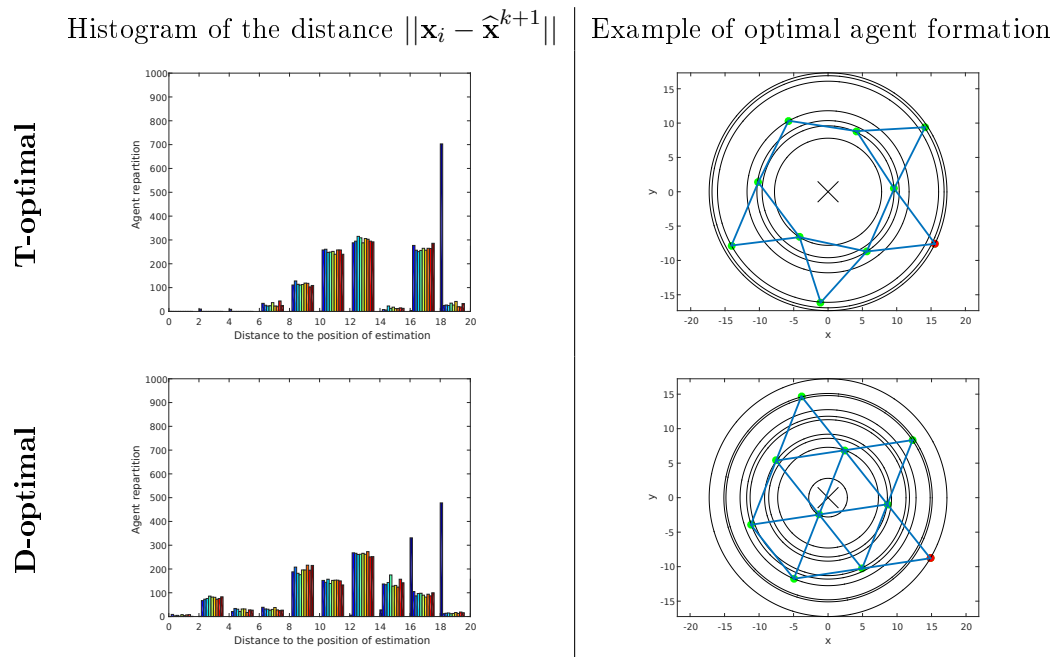 Histogram of the distance ||x_i − x̂^{k+1}||
Example of optimal agent formation
T-optimal
1000
900
800
700
600
500
400
300
200
100
0
Agent repartition
0 2 4 6 8 10 12 14 16 18 20
Distance to the position of estimation
15
10
5
0
-5
-10
-15
y
-20 -15 -10 -5 0 5 10 15 20
x
D-optimal
1000
900
800
700
600
500
400
300
200
100
0
Agent repartition
0 2 4 6 8 10 12 14 16 18 20
Distance to the position of estimation
15
10
5
0
-5
-10
-15
y
-20 -15 -10 -5 0 5 10 15 20
x